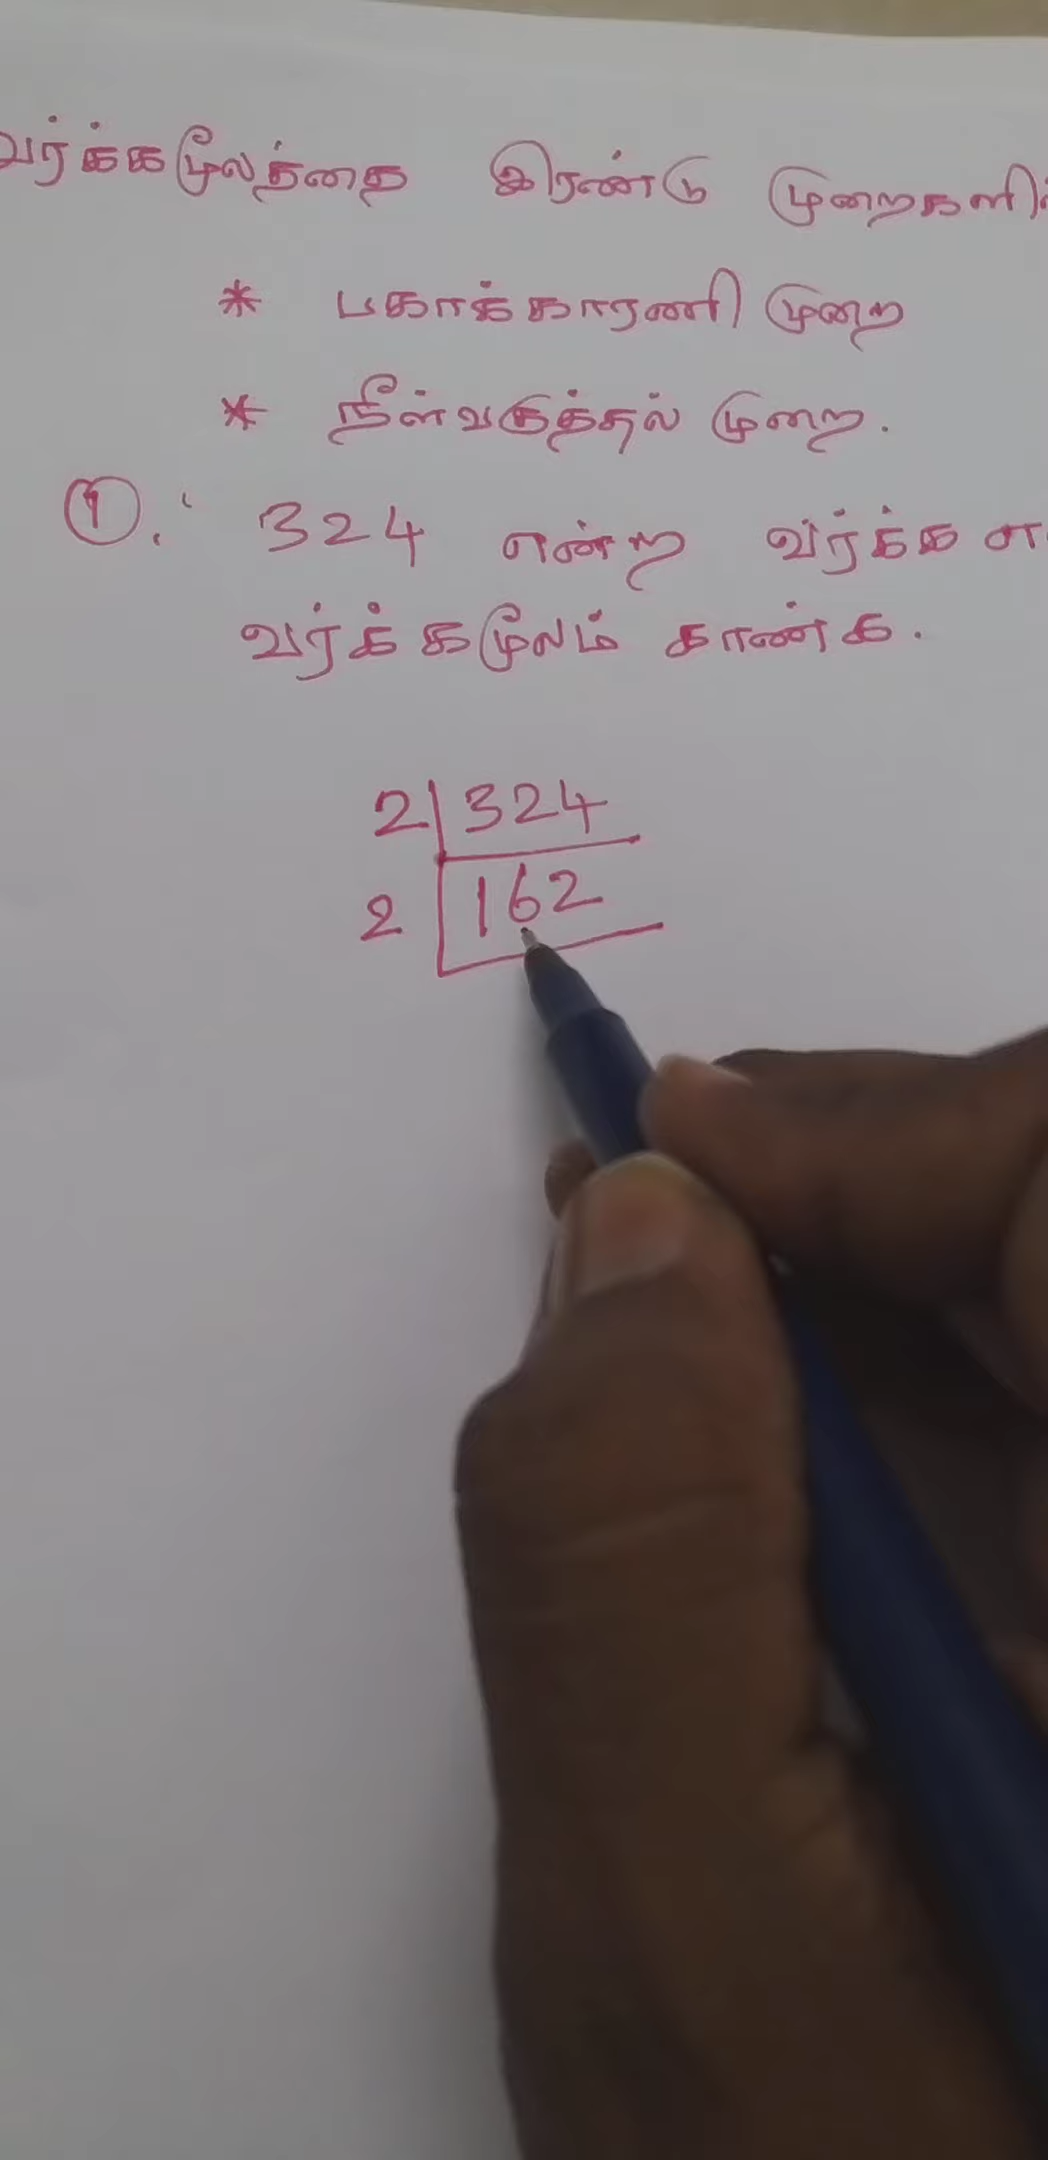 வர்க்கமூலத்தை இரண்டு முறைகளில்
* பகாக்காரணி முறை
* நீள்வகுத்தல் முறை.
1. 324 என்ற வர்க்க
வர்க்கமூலம் காண்க.
2 324
2 162